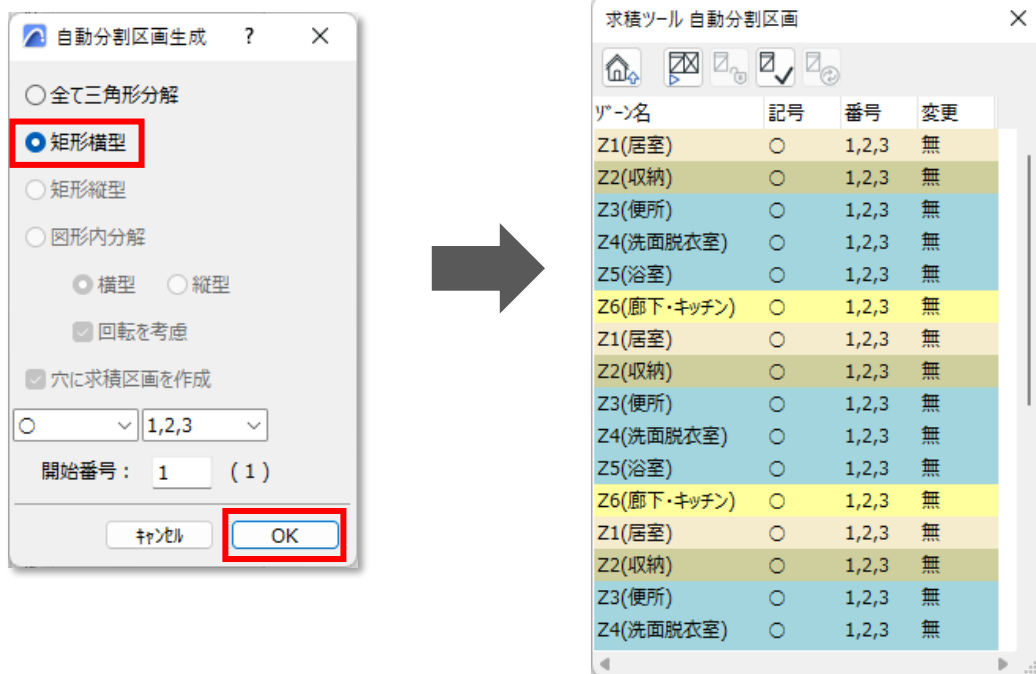 自動分割区画生成 ? ×
全て三角形分解
矩形横型
矩形縦型
図形内分解
横型 縦型
回転を考慮
穴に求積区画を作成
○ 1,2,3
開始番号： 1 ( 1 )
ｷｬﾝｾﾙ OK
求積ツール 自動分割区画 ×
ｿﾞｰﾝ名 記号 番号 変更
Z1(居室) ○ 1,2,3 無
Z2(収納) ○ 1,2,3 無
Z3(便所) ○ 1,2,3 無
Z4(洗面脱衣室) ○ 1,2,3 無
Z5(浴室) ○ 1,2,3 無
Z6(廊下・キッチン) ○ 1,2,3 無
Z1(居室) ○ 1,2,3 無
Z2(収納) ○ 1,2,3 無
Z3(便所) ○ 1,2,3 無
Z4(洗面脱衣室) ○ 1,2,3 無
Z5(浴室) ○ 1,2,3 無
Z6(廊下・キッチン) ○ 1,2,3 無
Z1(居室) ○ 1,2,3 無
Z2(収納) ○ 1,2,3 無
Z3(便所) ○ 1,2,3 無
Z4(洗面脱衣室) ○ 1,2,3 無